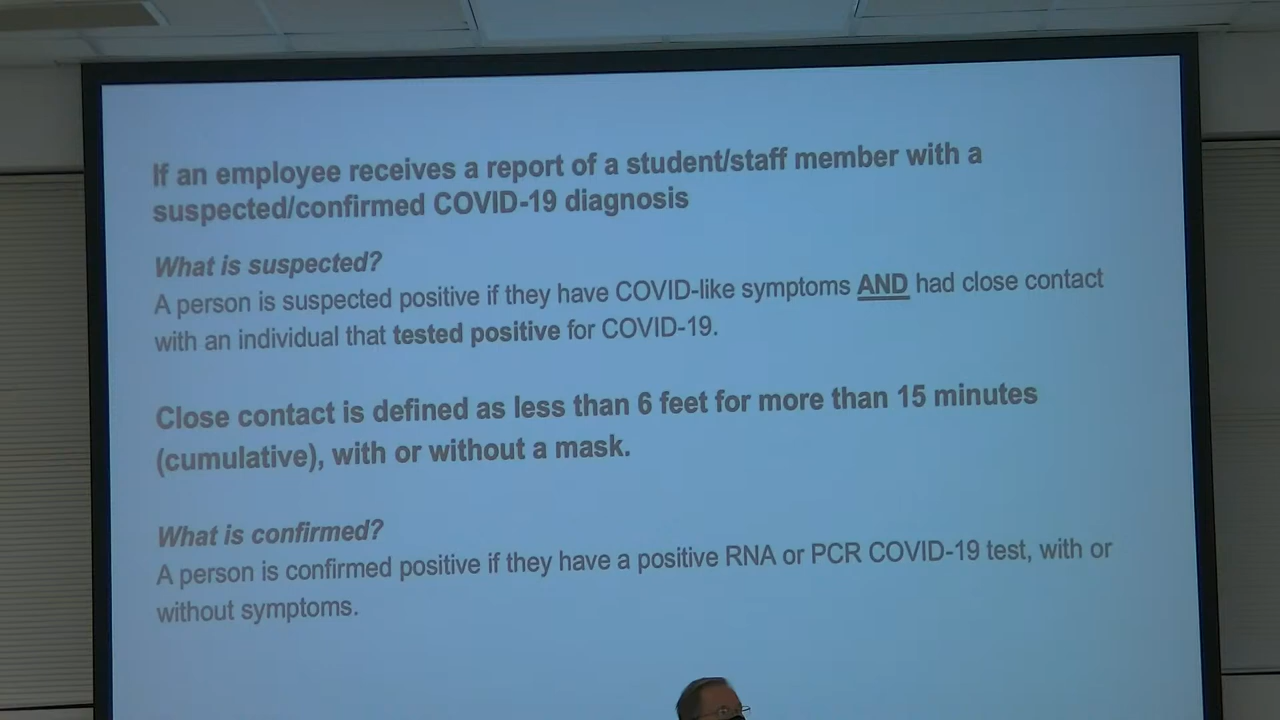 If an employee receives a report of a student/staff member with a
suspected/confirmed COVID-19 diagnosis
What is suspected?
A person is suspected positive if they have COVID-like symptoms AND had close contact
with an individual that tested positive for COVID-19.
Close contact is defined as less than 6 feet for more than 15 minutes
(cumulative), with or without a mask.
What is confirmed?
A person is confirmed positive if they have a positive RNA or PCR COVID-19 test, with or
without symptoms.